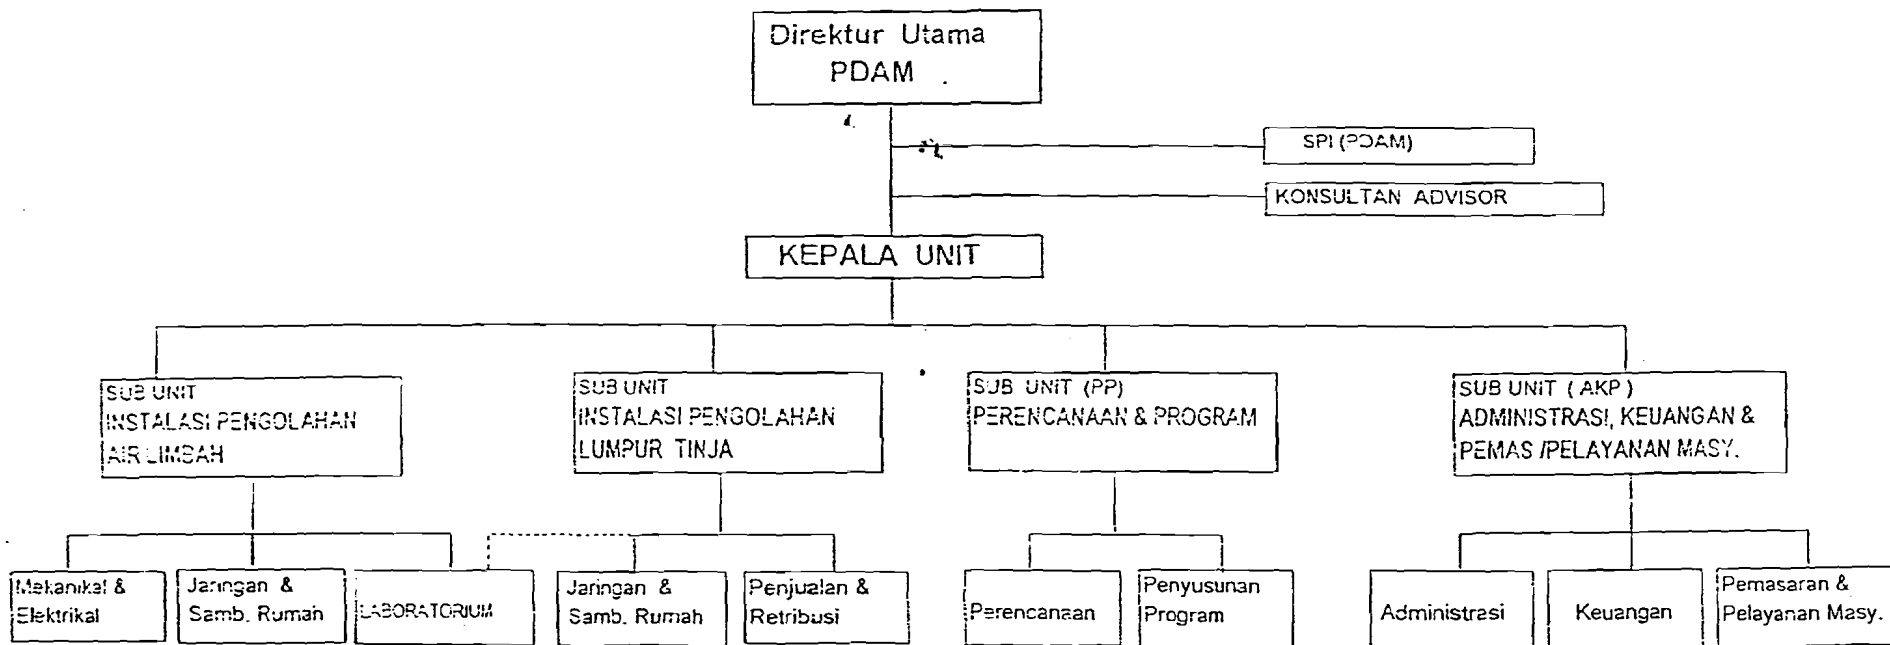 Direktur Utama
PDAM
SPI (PDAM)
KONSULTAN ADVISOR
KEPALA UNIT
SUB UNIT
INSTALASI PENGOLAHAN
AIR LIMBAH
SUB UNIT
INSTALASI PENGOLAHAN
LUMPUR TINJA
SUB UNIT (PP)
PERENCANAAN & PROGRAM
SUB UNIT ( AKP )
ADMINISTRASI, KEUANGAN &
PEMAS /PELAYANAN MASY.
Mekanikal &
Elektrikal
Jaringan &
Samb. Rumah
LABORATORIUM
Jaringan &
Samb. Rumah
Penjualan &
Retribusi
Perencanaan
Penyusunan
Program
Administrasi
Keuangan
Pemasaran &
Pelayanan Masy.